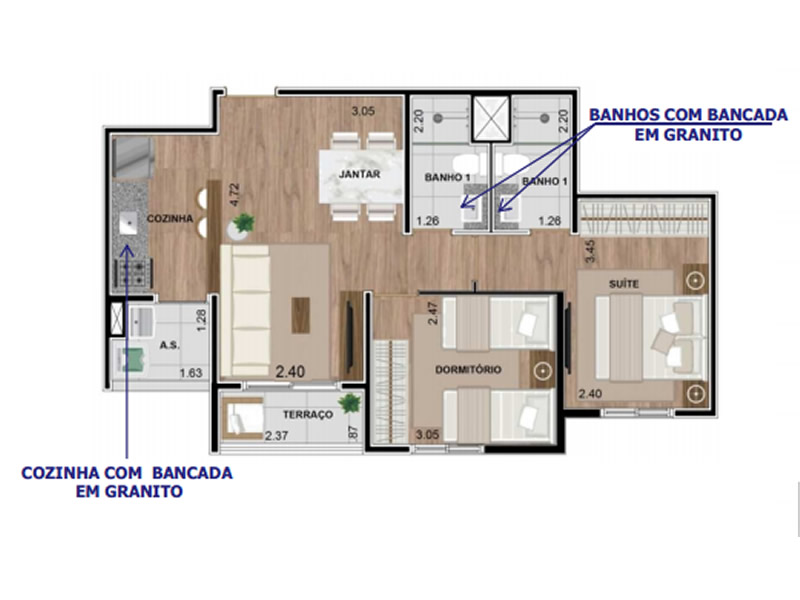 3.05
2.20
2.20
BANHOS COM BANCADA
EM GRANITO
JANTAR
BANHO 1
BANHO 1
4.72
COZINHA
1.26
1.26
3.45
SUÍTE
1.28
A.S.
1.63
2.40
2.47
DORMITÓRIO
2.40
TERRAÇO
2.37
.87
3.05
COZINHA COM BANCADA
EM GRANITO